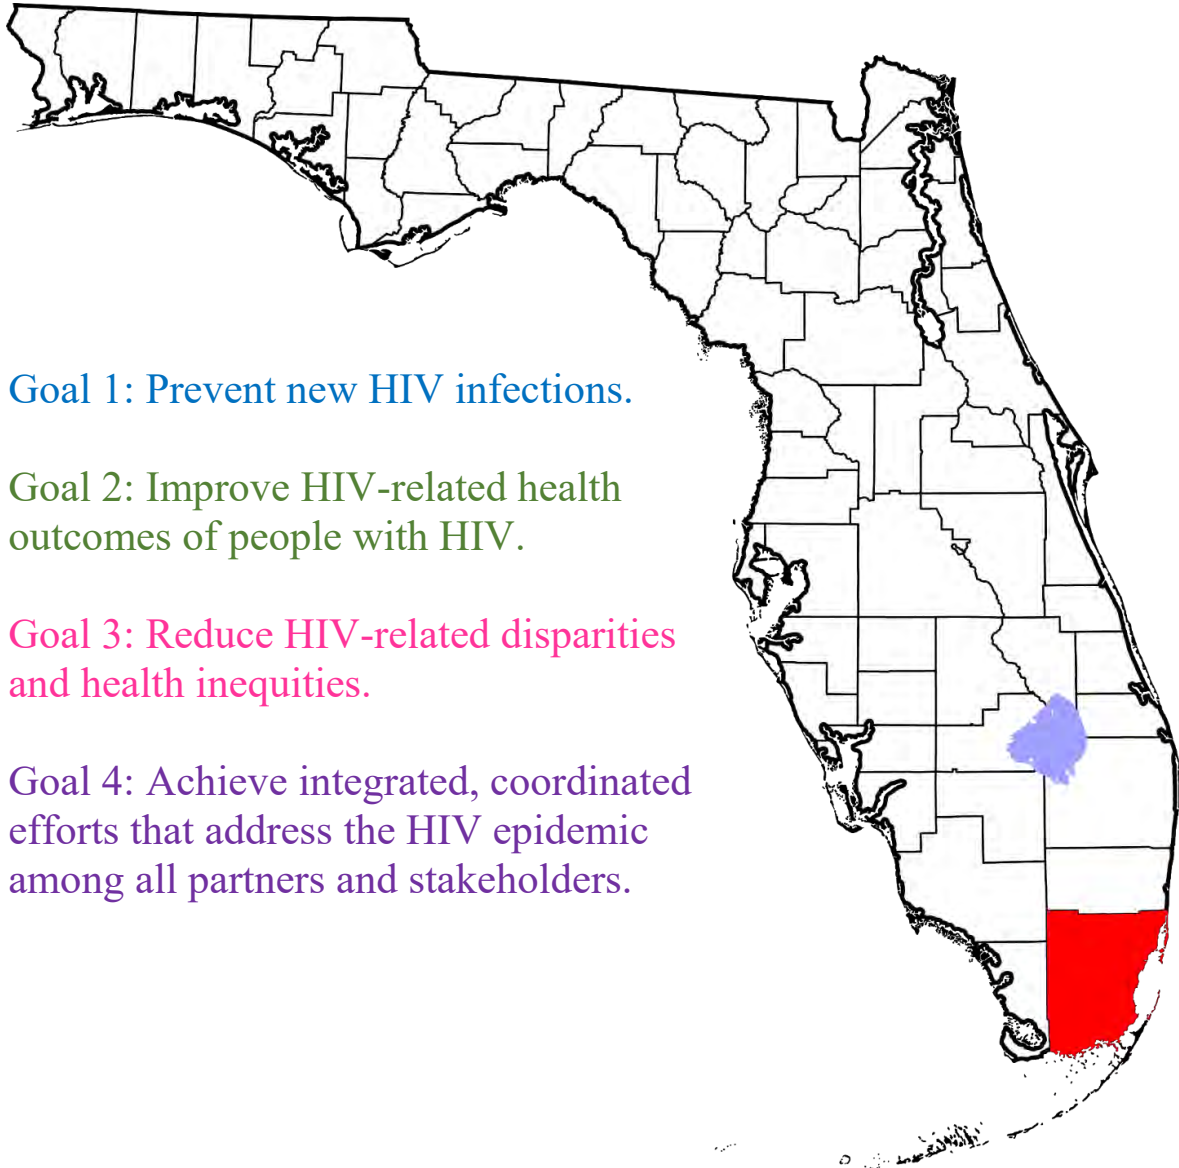 Goal 1: Prevent new HIV infections.
Goal 2: Improve HIV-related health
outcomes of people with HIV.
Goal 3: Reduce HIV-related disparities
and health inequities.
Goal 4: Achieve integrated, coordinated
efforts that address the HIV epidemic
among all partners and stakeholders.